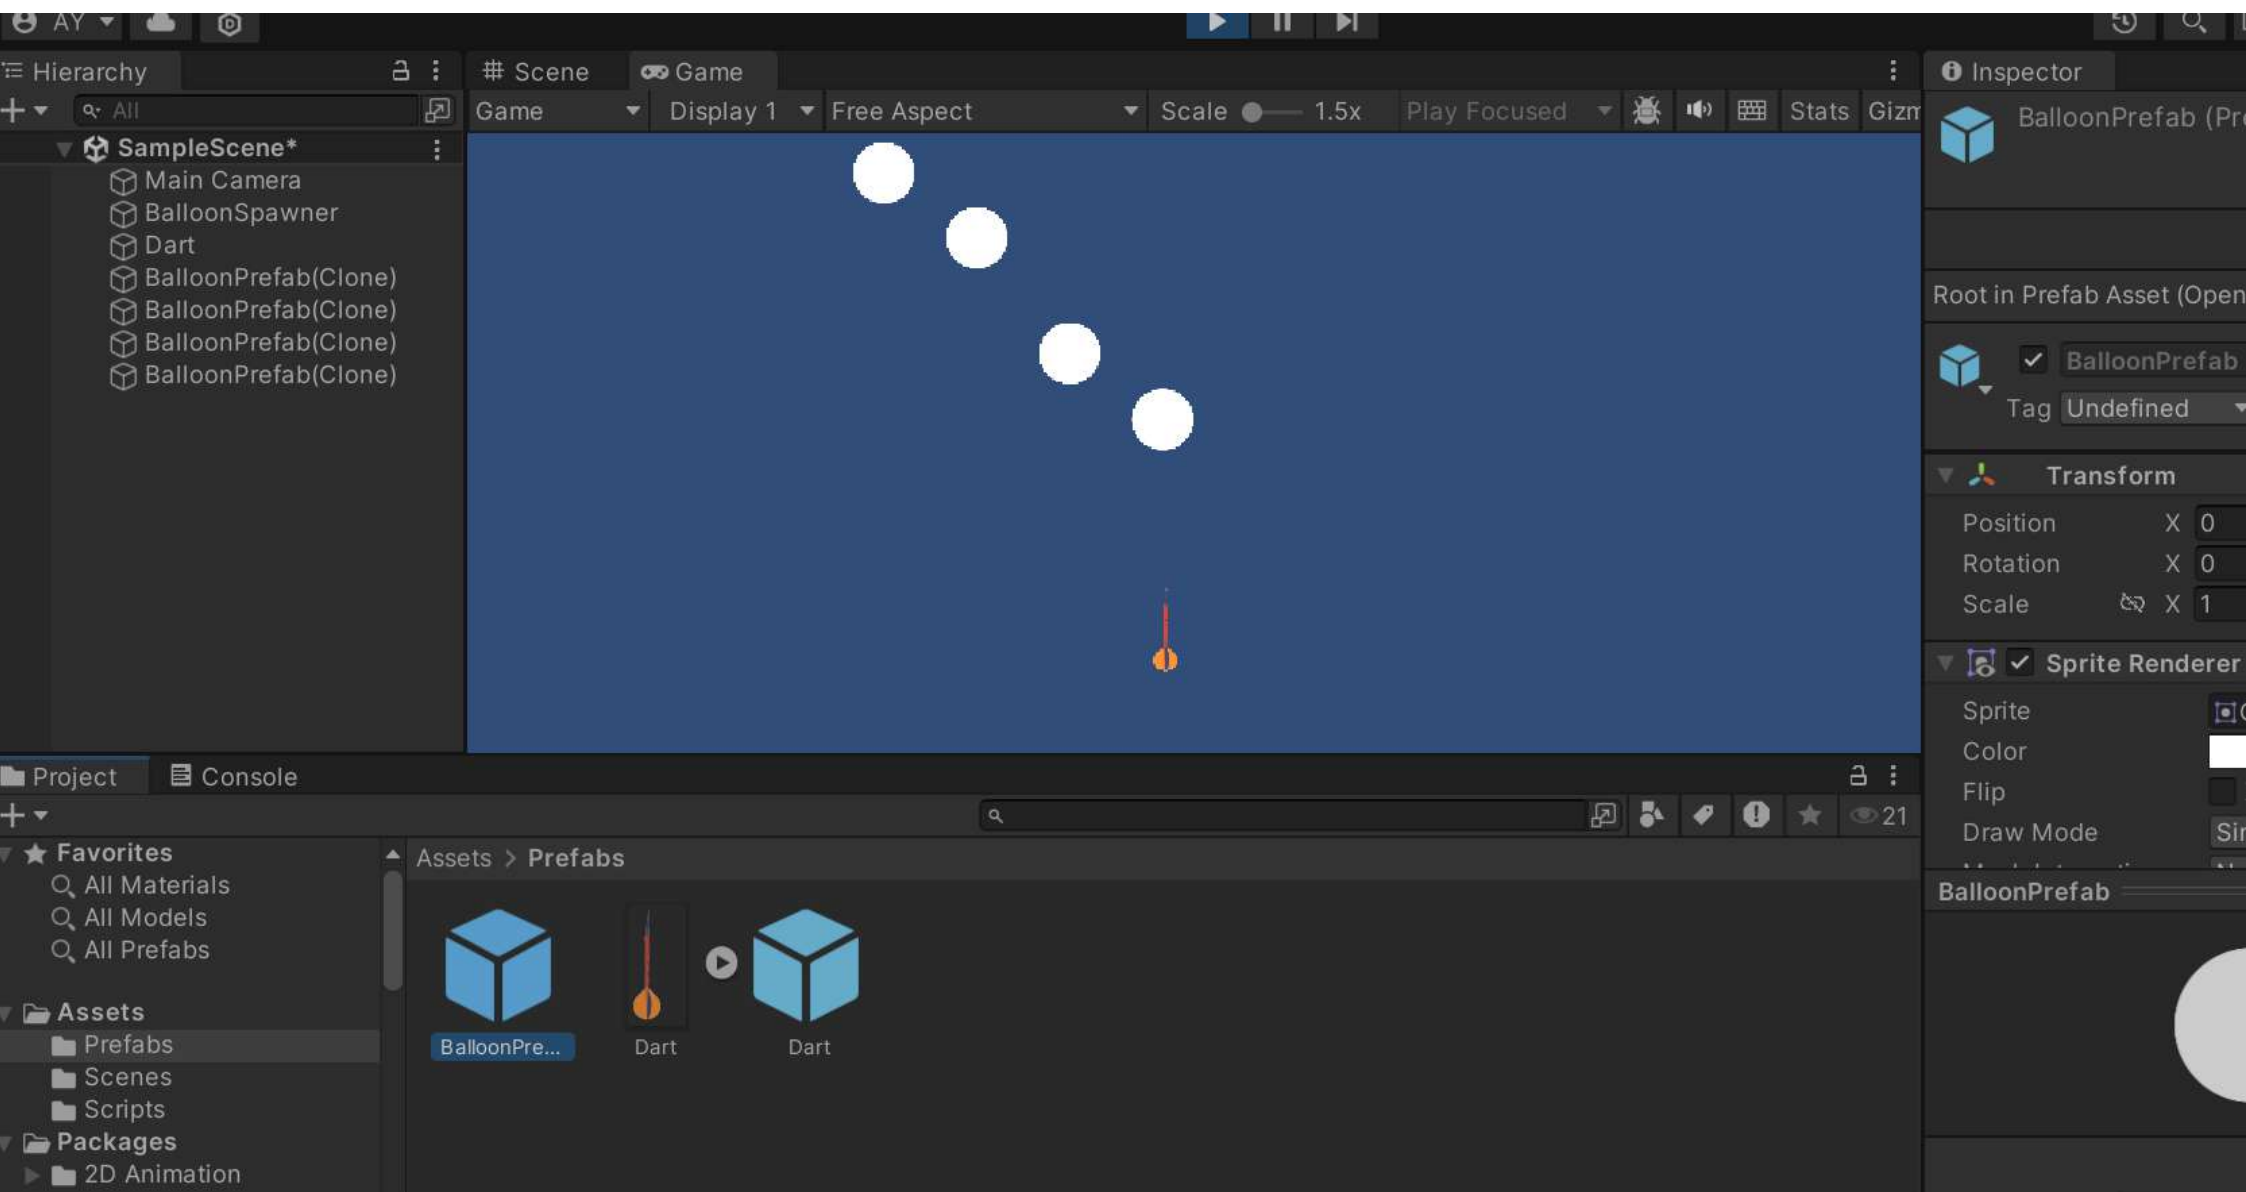 AY
Hierarchy
All
SampleScene*
Main Camera
BalloonSpawner
Dart
BalloonPrefab(Clone)
BalloonPrefab(Clone)
BalloonPrefab(Clone)
BalloonPrefab(Clone)
Scene
Game
Game
Display 1
Free Aspect
Scale
1.5x
Play Focused
Stats
Gizm
Inspector
BalloonPrefab (Pre
Root in Prefab Asset (Open
BalloonPrefab
Tag Undefined
Transform
Position X 0
Rotation X 0
Scale X 1
Sprite Renderer
Sprite
Color
Flip
Draw Mode Sin
BalloonPrefab
Project
Console
21
Favorites
All Materials
All Models
All Prefabs
Assets
Prefabs
Scenes
Scripts
Packages
2D Animation
Assets > Prefabs
BalloonPre...
Dart
Dart